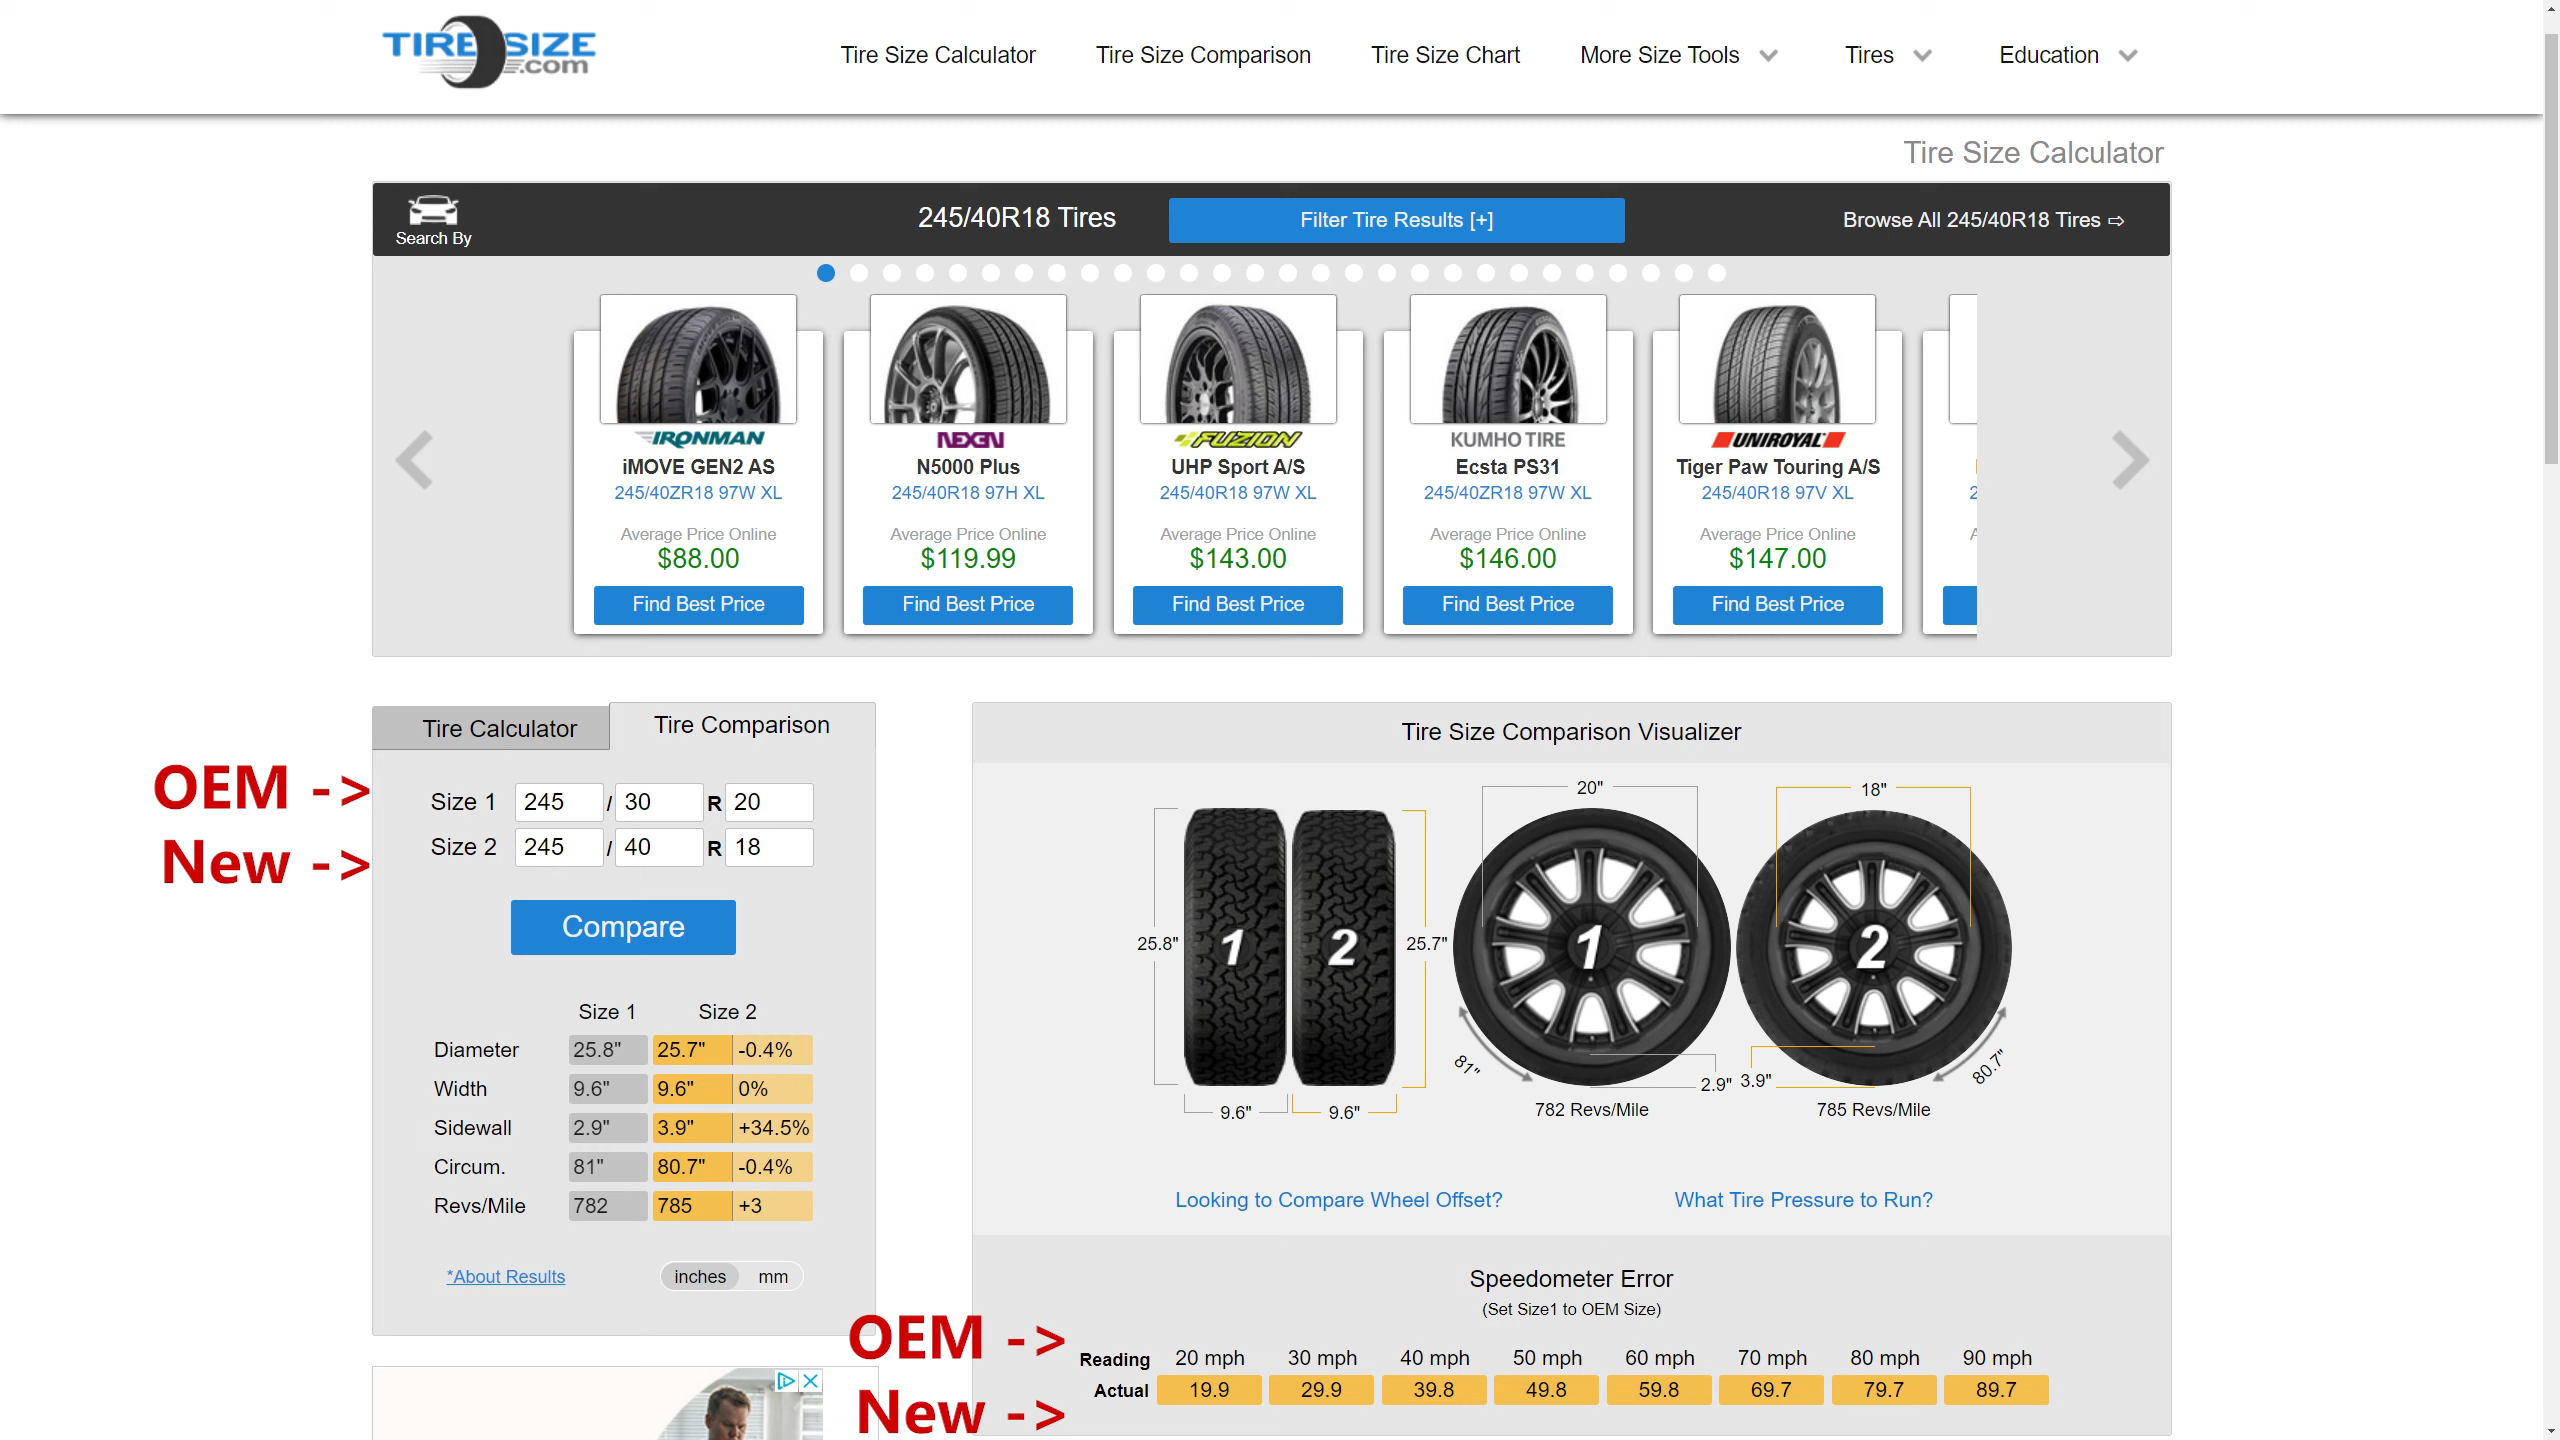 TIRESIZE.com
Tire Size Calculator
Tire Size Comparison
Tire Size Chart
More Size Tools
Tires
Education
Tire Size Calculator
Search By
245/40R18 Tires
Filter Tire Results [+]
Browse All 245/40R18 Tires ⇨
IRONMAN
iMOVE GEN2 AS
245/40ZR18 97W XL
Average Price Online
$88.00
Find Best Price
NEXEN
N5000 Plus
245/40R18 97H XL
Average Price Online
$119.99
Find Best Price
FUZION
UHP Sport A/S
245/40R18 97W XL
Average Price Online
$143.00
Find Best Price
KUMHO TIRE
Ecsta PS31
245/40ZR18 97W XL
Average Price Online
$146.00
Find Best Price
UNIROYAL
Tiger Paw Touring A/S
245/40R18 97V XL
Average Price Online
$147.00
Find Best Price
Tire Calculator
Tire Comparison
OEM ->
Size 1 245 / 30 R 20
New ->
Size 2 245 / 40 R 18
Compare
Size 1 Size 2
Diameter 25.8" 25.7" -0.4%
Width 9.6" 9.6" 0%
Sidewall 2.9" 3.9" +34.5%
Circum. 81" 80.7" -0.4%
Revs/Mile 782 785 +3
*About Results
inches mm
Tire Size Comparison Visualizer
20"
18"
25.8"
1
2
25.7"
1
2
81"
2.9"
3.9"
80.7"
9.6"
9.6"
782 Revs/Mile
785 Revs/Mile
Looking to Compare Wheel Offset?
What Tire Pressure to Run?
Speedometer Error
(Set Size1 to OEM Size)
OEM ->
Reading 20 mph 30 mph 40 mph 50 mph 60 mph 70 mph 80 mph 90 mph
Actual 19.9 29.9 39.8 49.8 59.8 69.7 79.7 89.7
New ->